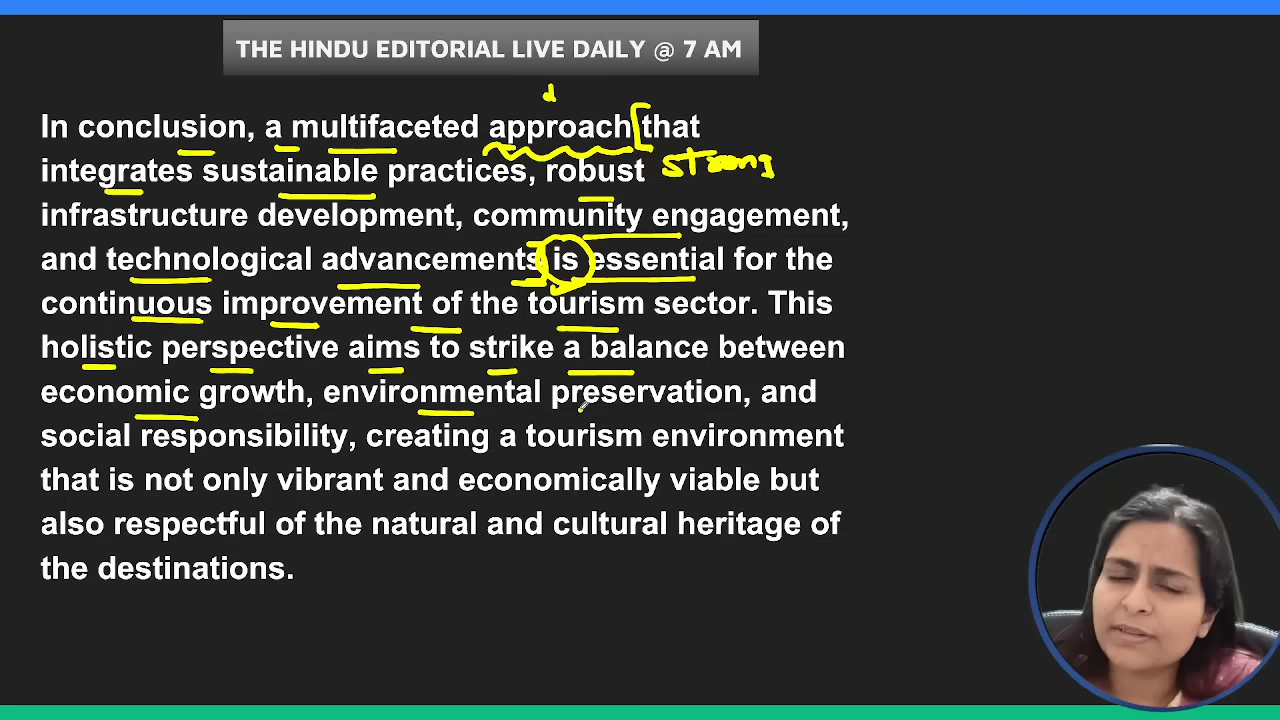 THE HINDU EDITORIAL LIVE DAILY @ 7 AM
In conclusion, a multifaceted approach that
integrates sustainable practices, robust strong
infrastructure development, community engagement,
and technological advancements is essential for the
continuous improvement of the tourism sector. This
holistic perspective aims to strike a balance between
economic growth, environmental preservation, and
social responsibility, creating a tourism environment
that is not only vibrant and economically viable but
also respectful of the natural and cultural heritage of
the destinations.